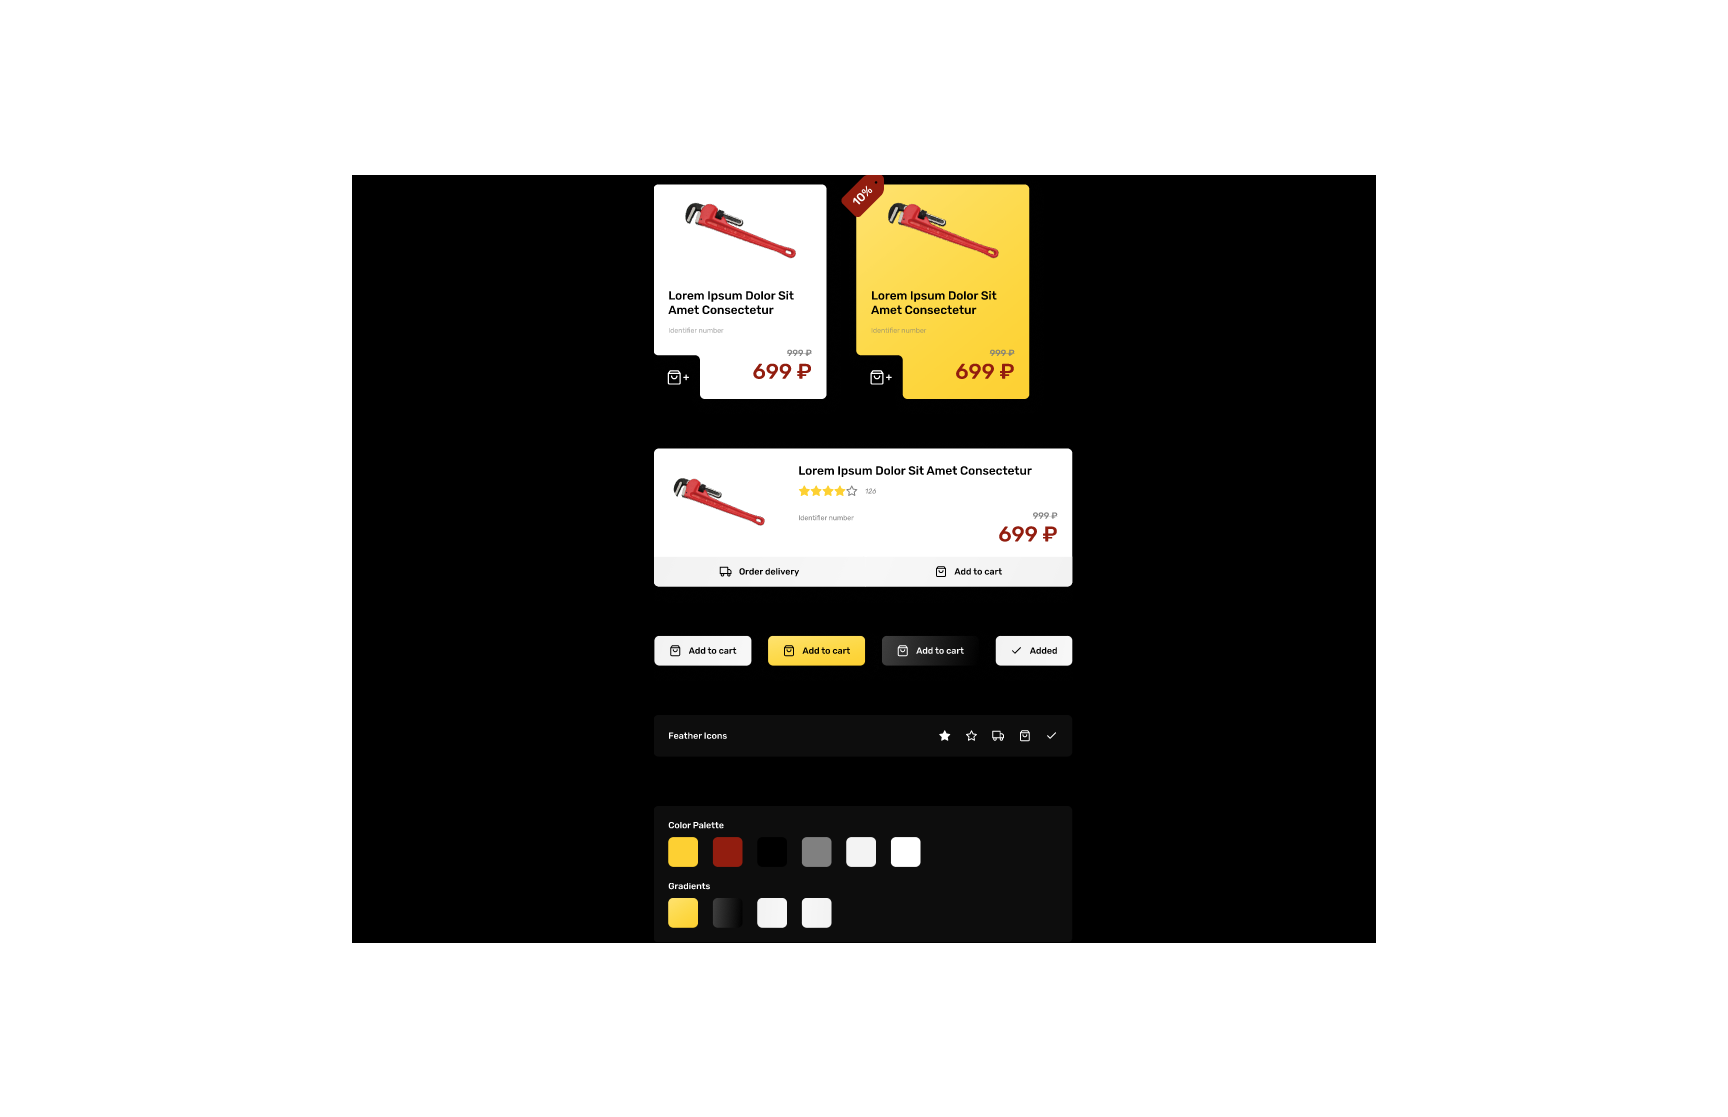 10%
Lorem Ipsum Dolor Sit
Amet Consectetur
Identifier number
999 ₽
699 ₽
+
Lorem Ipsum Dolor Sit
Amet Consectetur
Identifier number
999 ₽
699 ₽
+
Lorem Ipsum Dolor Sit Amet Consectetur
126
Identifier number
999 ₽
699 ₽
Order delivery
Add to cart
Add to cart
Add to cart
Add to cart
Added
Feather Icons
Color Palette
Gradients